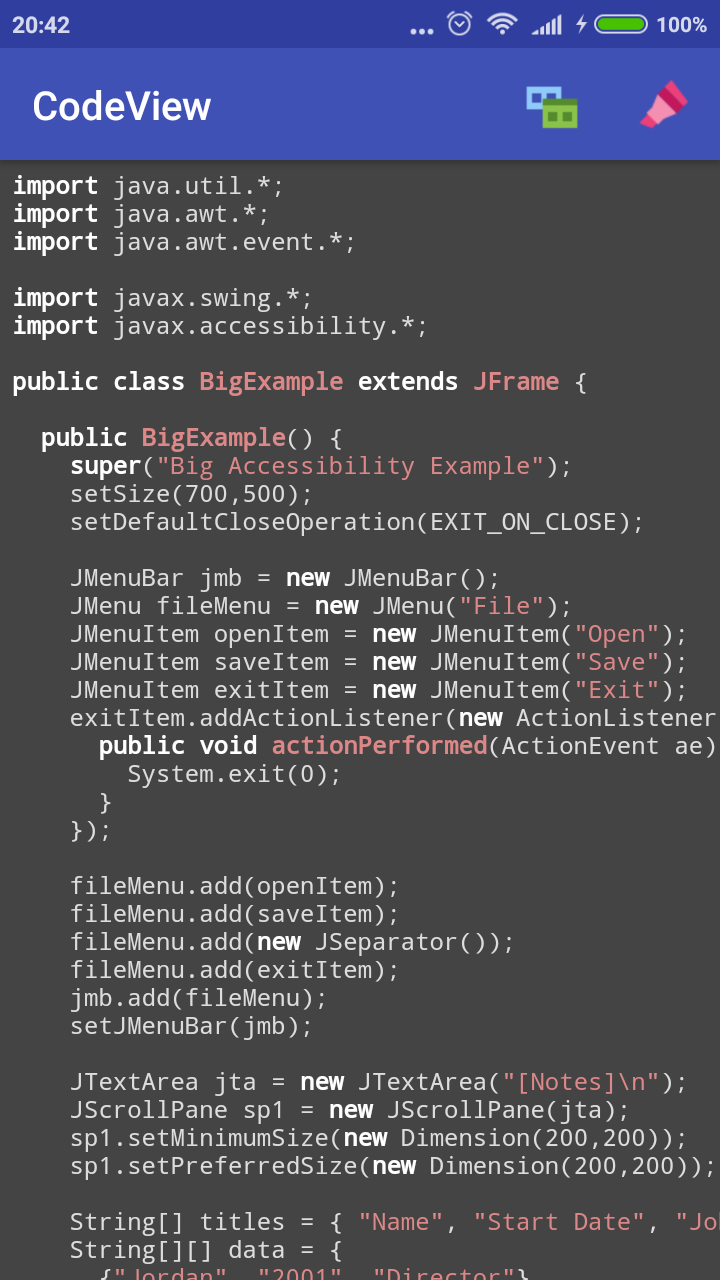 20:42 ... 100%
CodeView
import java.util.*;
import java.awt.*;
import java.awt.event.*;
import javax.swing.*;
import javax.accessibility.*;
public class BigExample extends JFrame {
  public BigExample() {
    super("Big Accessibility Example");
    setSize(700,500);
    setDefaultCloseOperation(EXIT_ON_CLOSE);
    JMenuBar jmb = new JMenuBar();
    JMenu fileMenu = new JMenu("File");
    JMenuItem openItem = new JMenuItem("Open");
    JMenuItem saveItem = new JMenuItem("Save");
    JMenuItem exitItem = new JMenuItem("Exit");
    exitItem.addActionListener(new ActionListener
      public void actionPerformed(ActionEvent ae)
        System.exit(0);
      }
    });
    fileMenu.add(openItem);
    fileMenu.add(saveItem);
    fileMenu.add(new JSeparator());
    fileMenu.add(exitItem);
    jmb.add(fileMenu);
    setJMenuBar(jmb);
    JTextArea jta = new JTextArea("[Notes]\n");
    JScrollPane sp1 = new JScrollPane(jta);
    sp1.setMinimumSize(new Dimension(200,200));
    sp1.setPreferredSize(new Dimension(200,200));
    String[] titles = { "Name", "Start Date", "Jo
    String[][] data = {
      {"Jordan", "2001", "Director"},